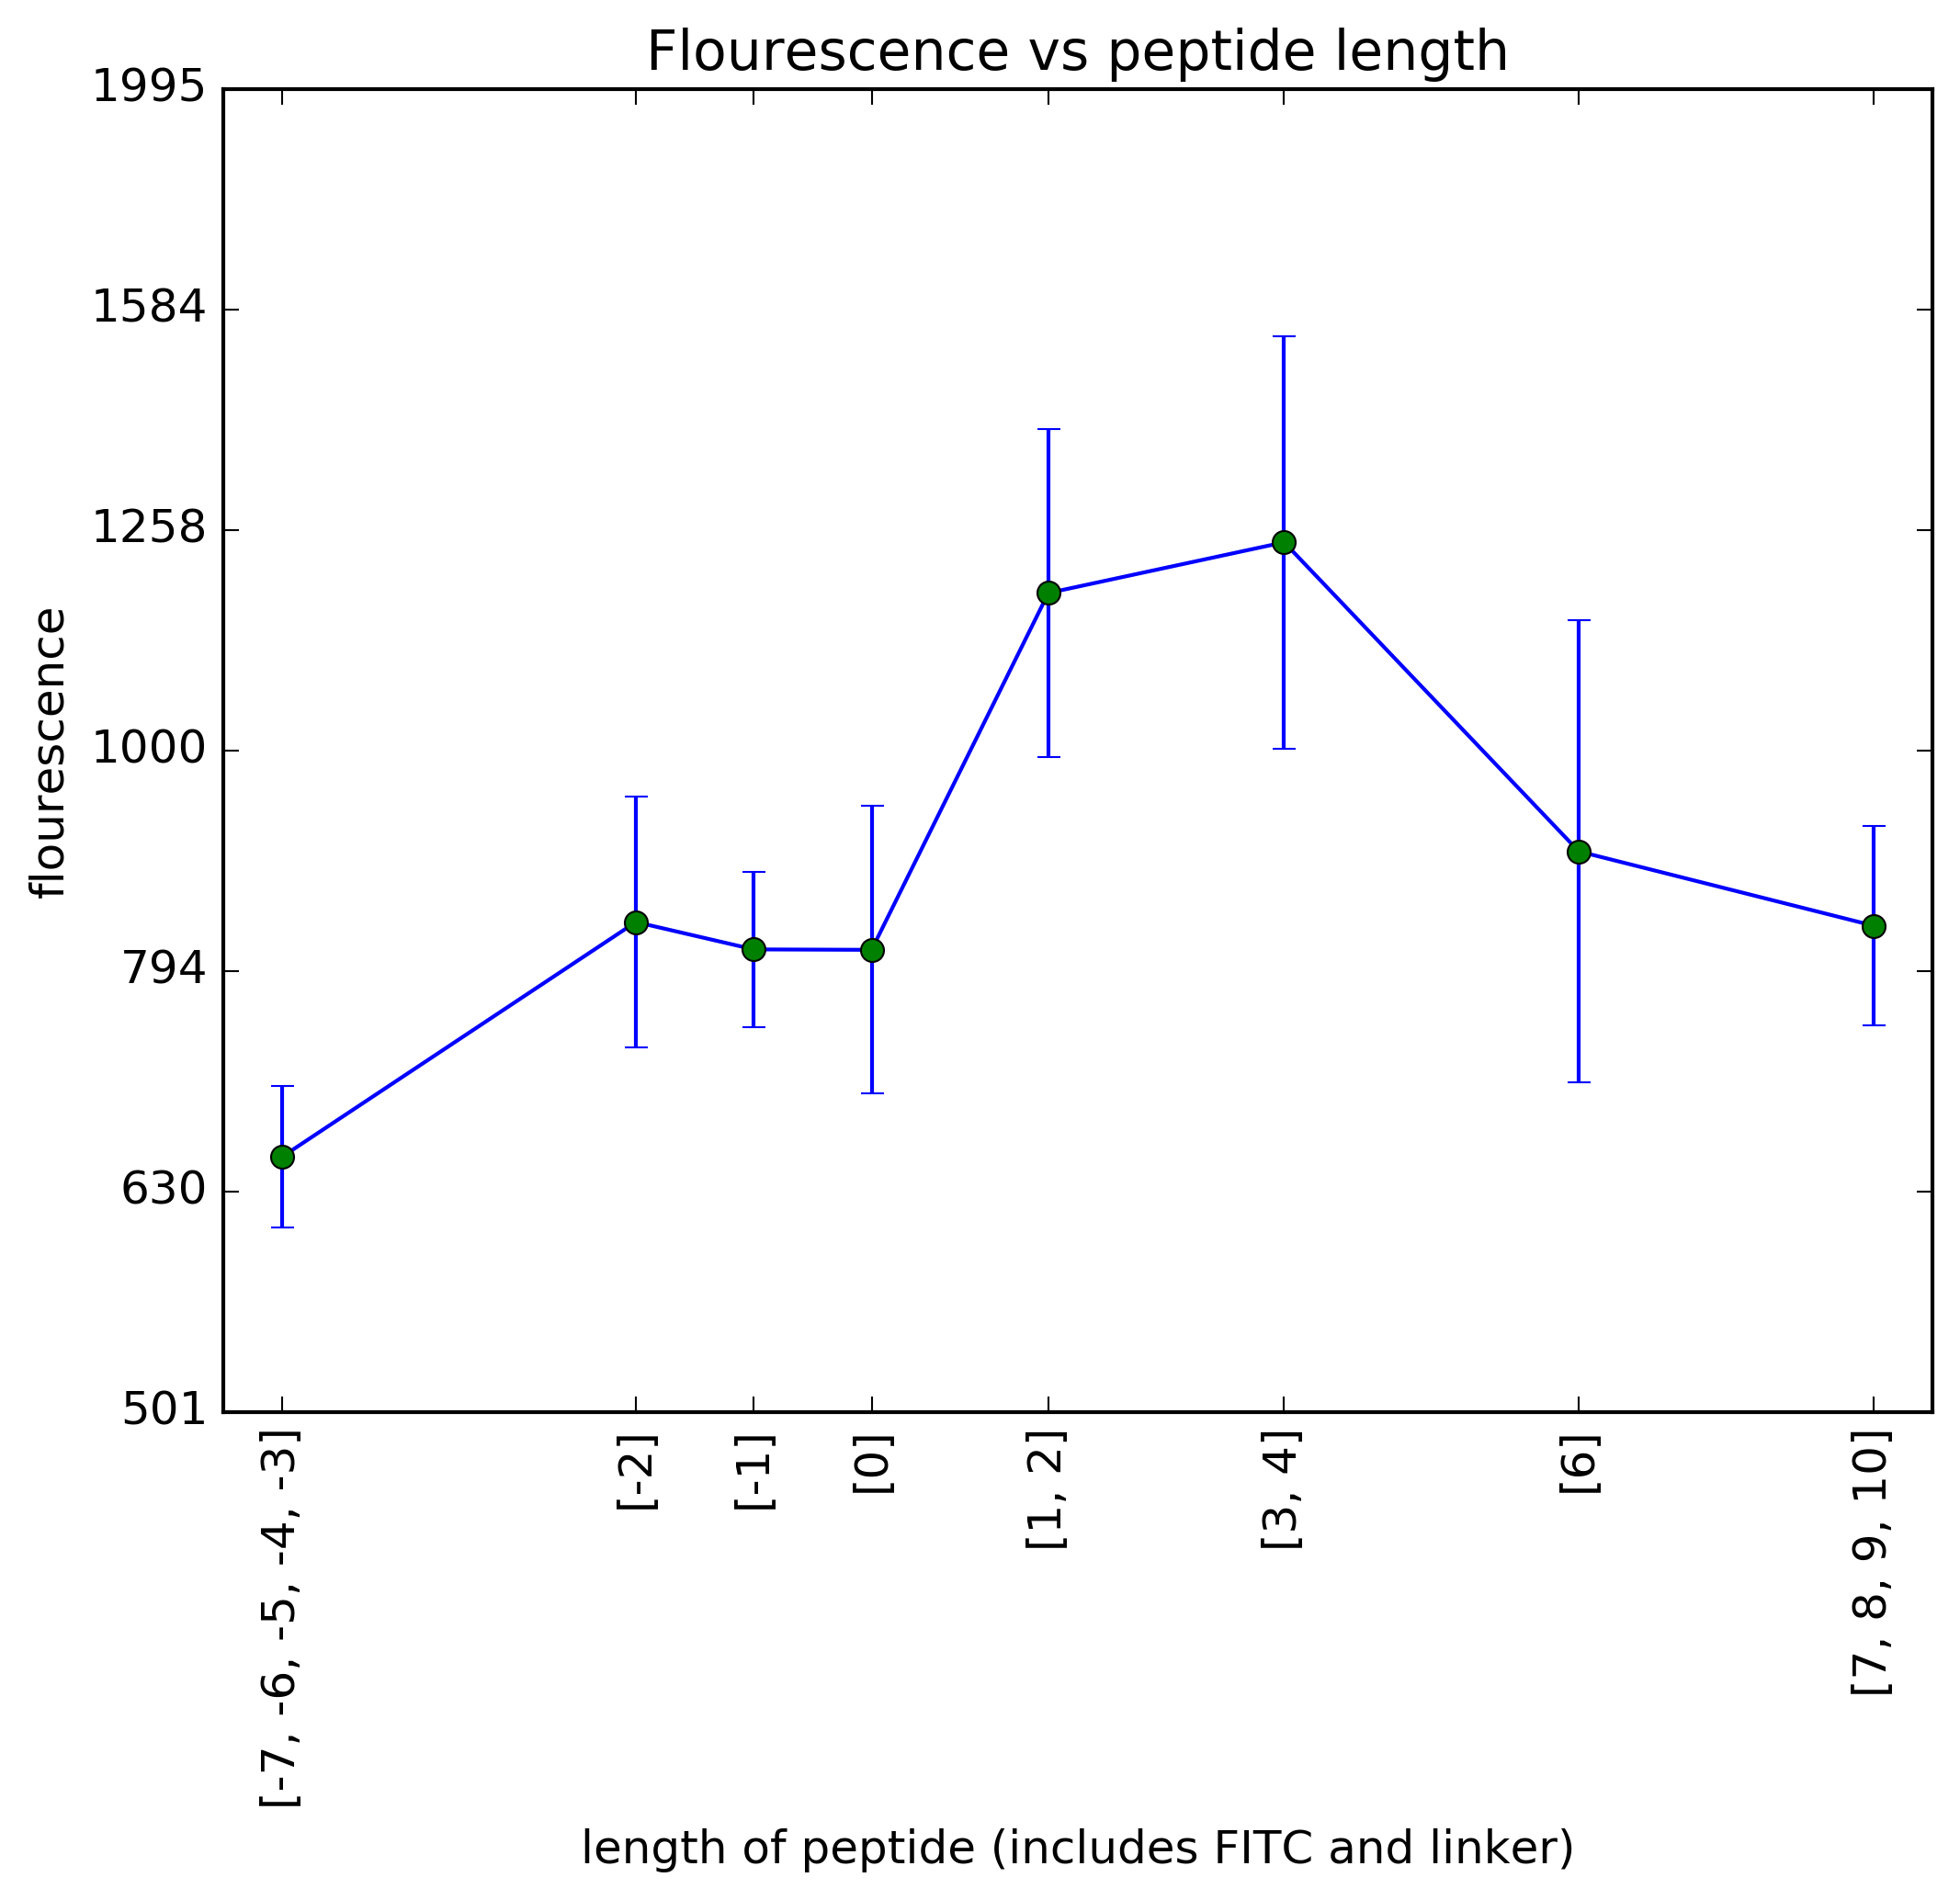 Flourescence vs peptide length
1995
1584
1258
1000
794
630
501
flourescence
[-7, -6, -5, -4, -3]
[-2]
[-1]
[0]
[1, 2]
[3, 4]
[6]
[7, 8, 9, 10]
length of peptide (includes FITC and linker)